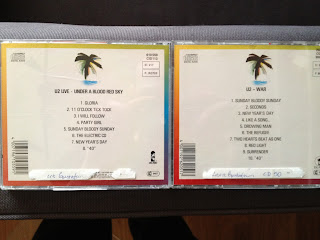 U2 LIVE - UNDER A BLOOD RED SKY
1. GLORIA
2. 11 O'CLOCK TICK TOCK
3. I WILL FOLLOW
4. PARTY GIRL
5. SUNDAY BLOODY SUNDAY
6. THE ELECTRIC CO
7. NEW YEAR'S DAY
8. "40"
U2 - WAR
1. SUNDAY BLOODY SUNDAY
2. SECONDS
3. NEW YEAR'S DAY
4. LIKE A SONG...
5. DROWNING MAN
6. THE REFUGEE
7. TWO HEARTS BEAT AS ONE
8. RED LIGHT
9. SURRENDER
10. "40"